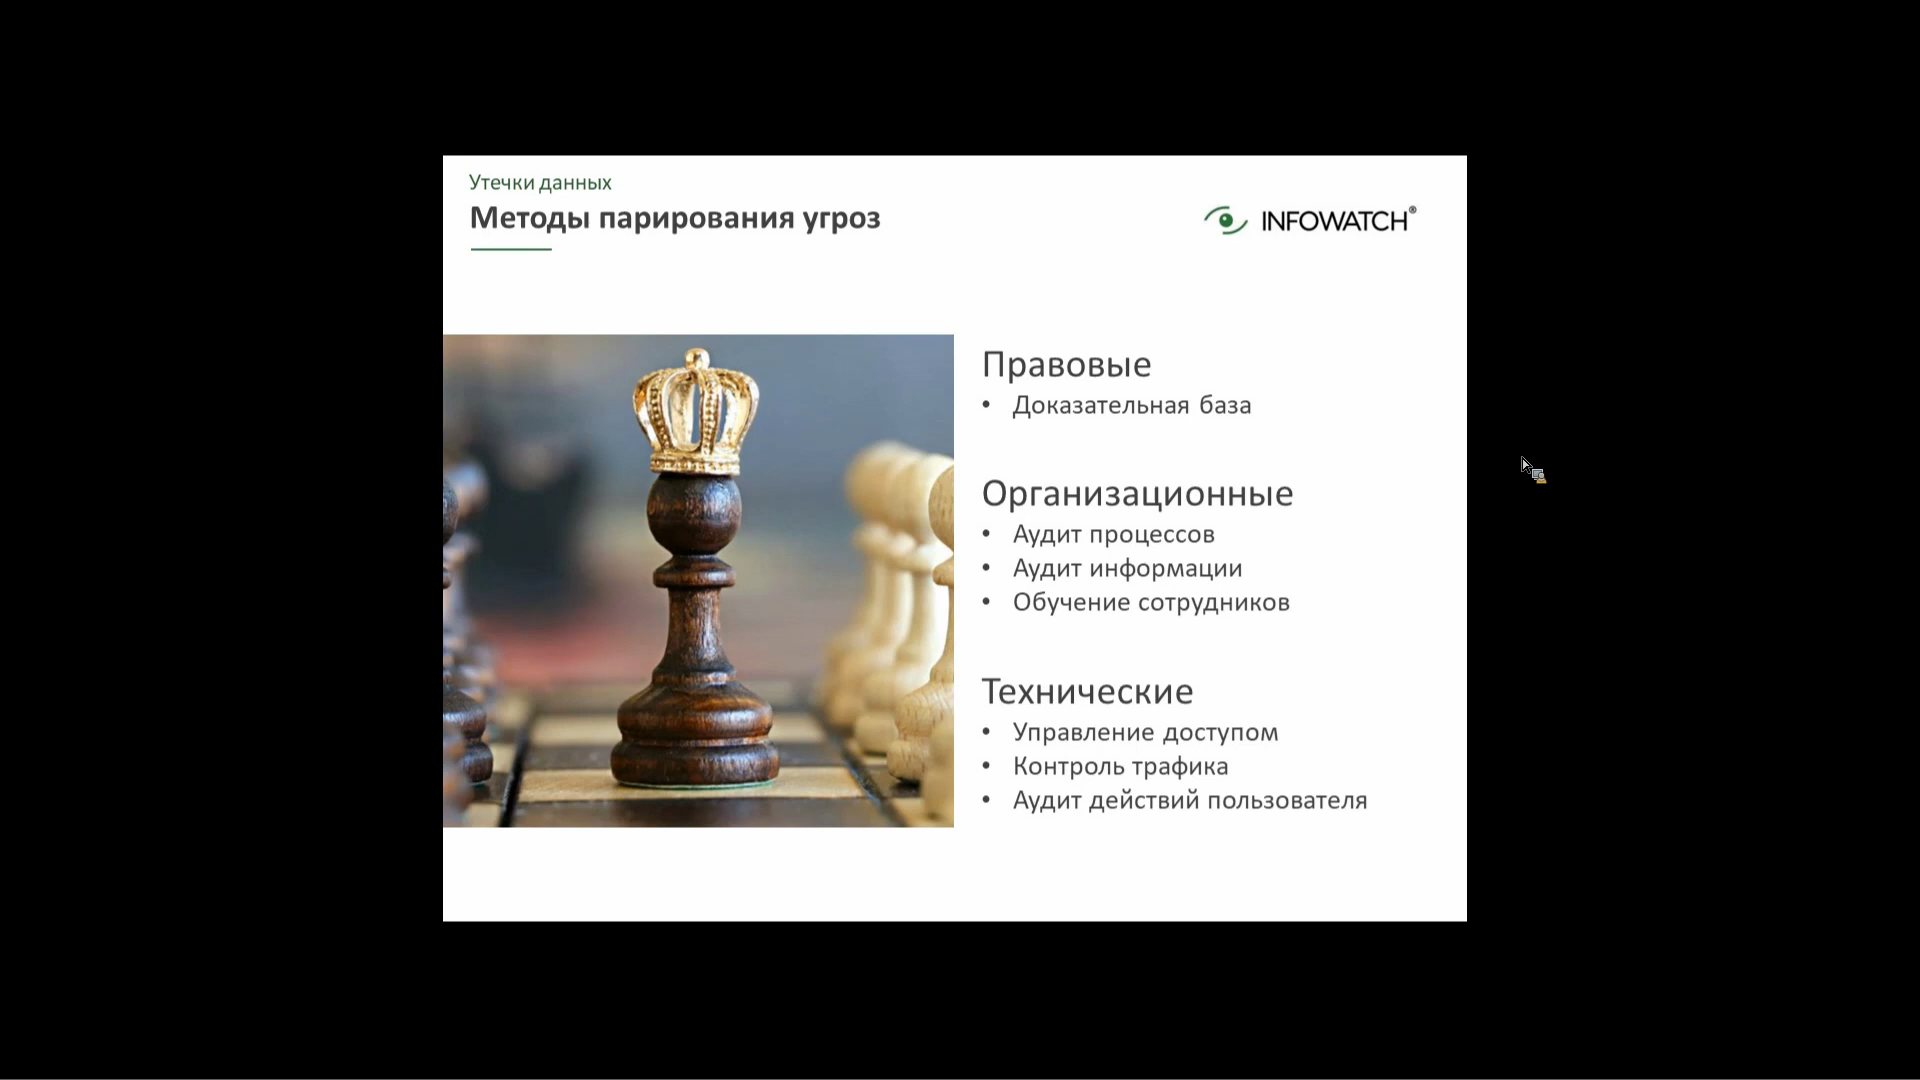 Утечки данных
Методы парирования угроз
INFOWATCH®
Правовые
• Доказательная база
Организационные
• Аудит процессов
• Аудит информации
• Обучение сотрудников
Технические
• Управление доступом
• Контроль трафика
• Аудит действий пользователя